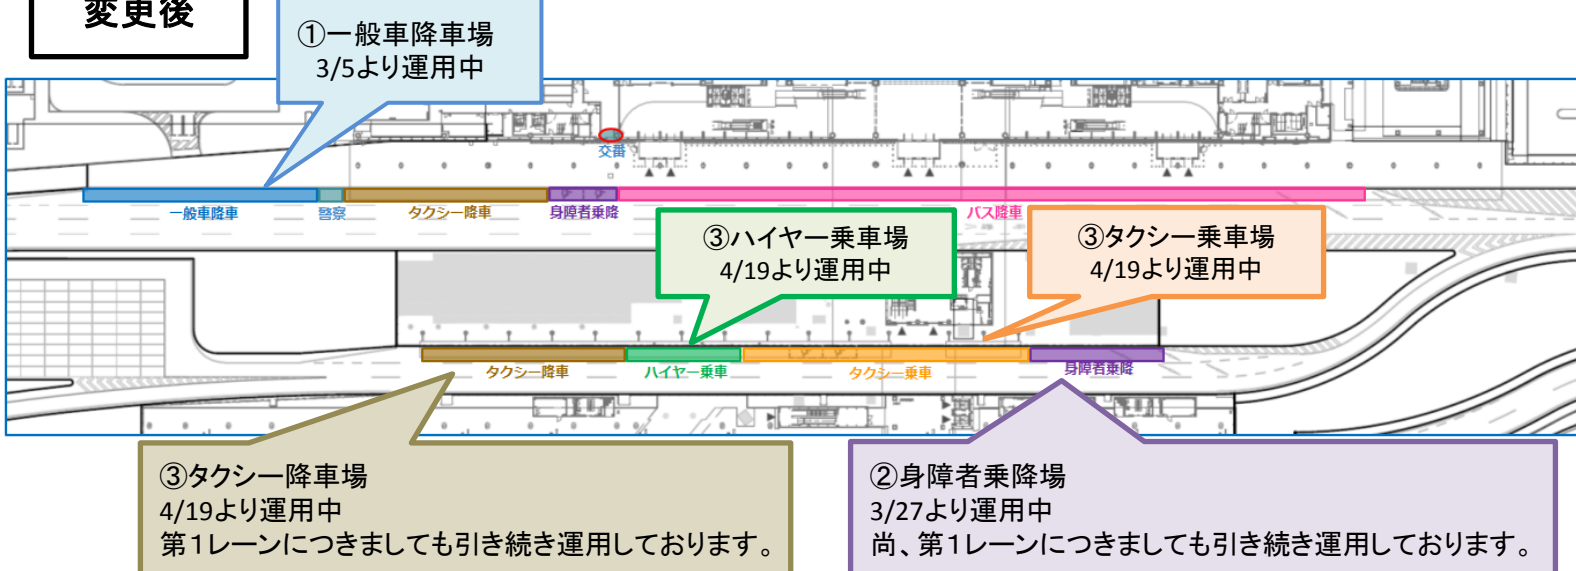 変更後
①一般車降車場
3/5より運用中
交番
一般車降車
警察
タクシー降車
身障者乗降
バス降車
③ハイヤー乗車場
4/19より運用中
③タクシー乗車場
4/19より運用中
タクシー降車
ハイヤー乗車
タクシー乗車
身障者乗降
③タクシー降車場
4/19より運用中
第1レーンにつきましても引き続き運用しております。
②身障者乗降場
3/27より運用中
尚、第1レーンにつきましても引き続き運用しております。